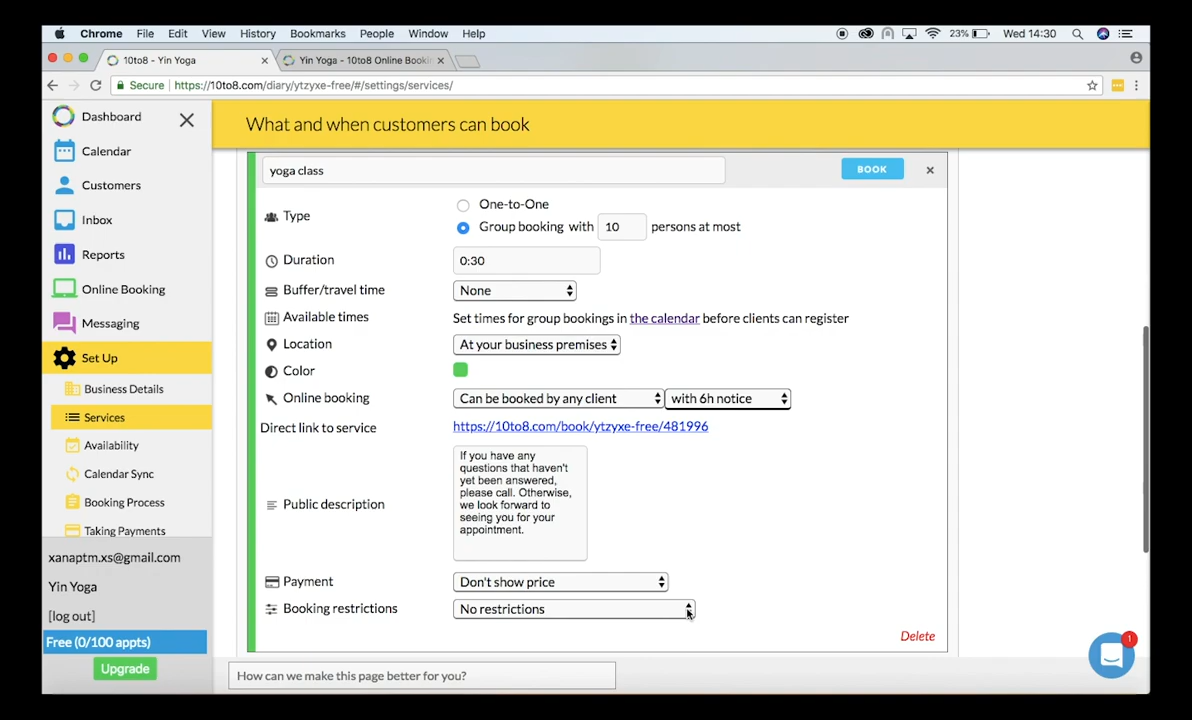 Chrome File Edit View History Bookmarks People Window Help 23% Wed 14:30
10to8 - Yin Yoga Yin Yoga - 10to8 Online Bookin
Secure https://10to8.com/diary/ytzyxe-free/#/settings/services/
Dashboard
Calendar
Customers
Inbox
Reports
Online Booking
Messaging
Set Up
Business Details
Services
Availability
Calendar Sync
Booking Process
Taking Payments
xanaptm.xs@gmail.com
Yin Yoga
[log out]
Free (0/100 appts)
Upgrade
What and when customers can book
yoga class BOOK
Type One-to-One
Group booking with 10 persons at most
Duration 0:30
Buffer/travel time None
Available times Set times for group bookings in the calendar before clients can register
Location At your business premises
Color
Online booking Can be booked by any client with 6h notice
Direct link to service https://10to8.com/book/ytzyxe-free/481996
Public description
If you have any
questions that haven't
yet been answered,
please call. Otherwise,
we look forward to
seeing you for your
appointment.
Payment Don't show price
Booking restrictions No restrictions
Delete
How can we make this page better for you?
1